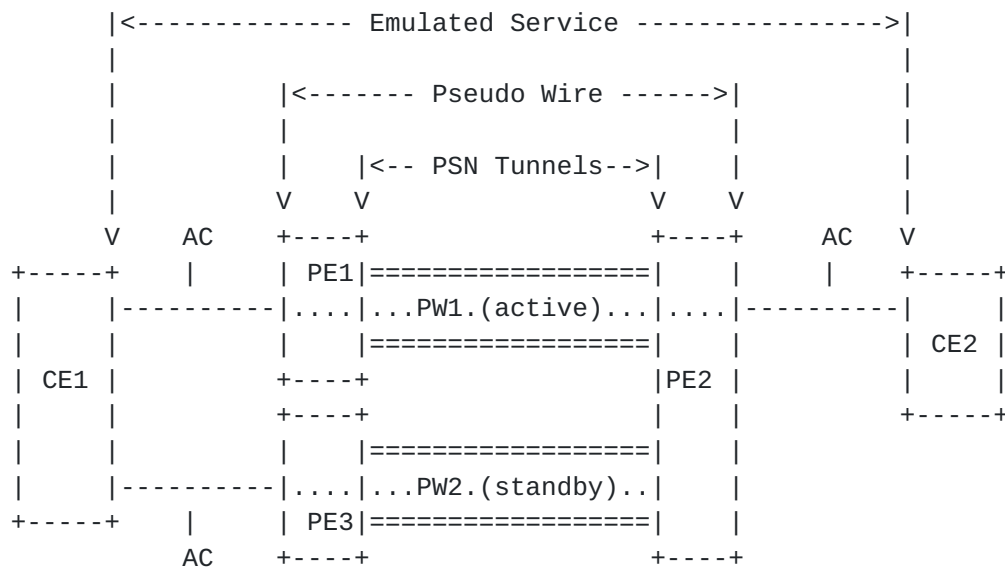 |<-------------- Emulated Service ---------------->|
|                                                  |
|          |<------- Pseudo Wire ------>|          |
|          |                            |          |
|          |    |<-- PSN Tunnels-->|    |          |
|          V    V                  V    V          |
V    AC    +----+                  +----+     AC   V
+-----+    |     | PE1|==================|    |     |    +-----+
|     |----------|....|...PW1.(active)...|....|----------|     |
|     |          |    |==================|    |          | CE2 |
| CE1 |          +----+                  |PE2 |          |     |
|     |          +----+                  |    |          +-----+
|     |          |    |==================|    |
|     |----------|....|...PW2.(standby)..|    |
+-----+    |     | PE3|==================|    |
AC    +----+                  +----+